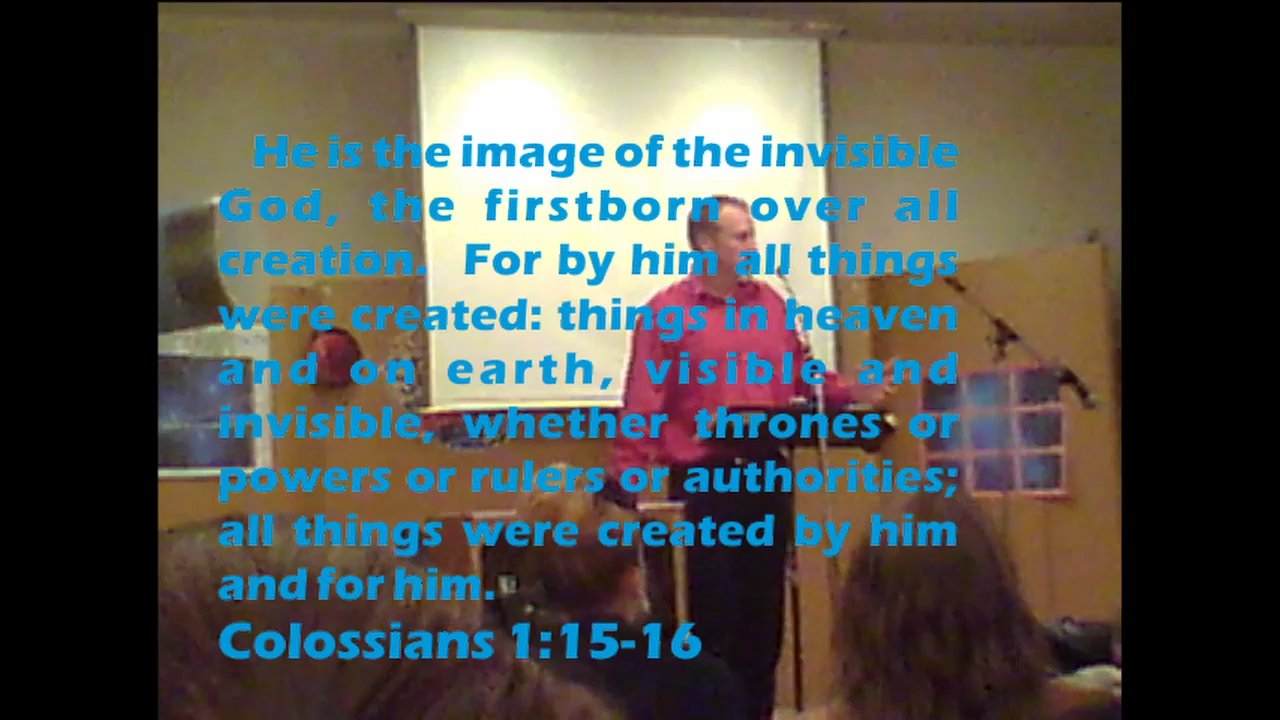 He is the image of the invisible
God, the firstborn over all
creation. For by him all things
were created: things in heaven
and on earth, visible and
invisible, whether thrones or
powers or rulers or authorities;
all things were created by him
and for him.
Colossians 1:15-16